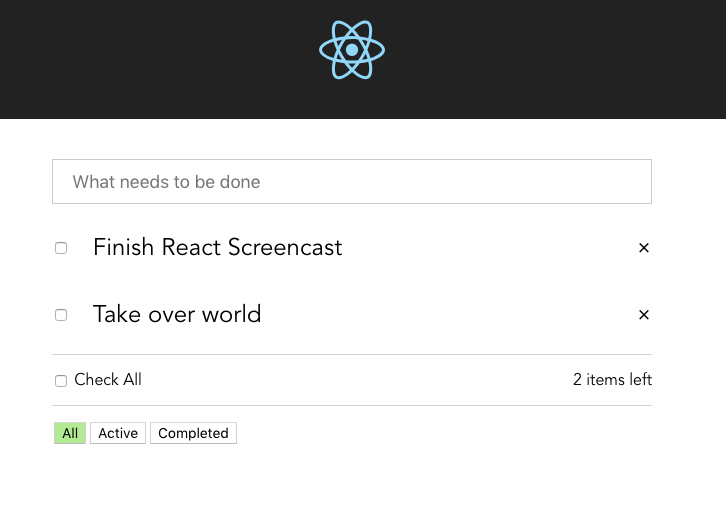 What needs to be done
Finish React Screencast ×
Take over world ×
Check All 2 items left
All Active Completed